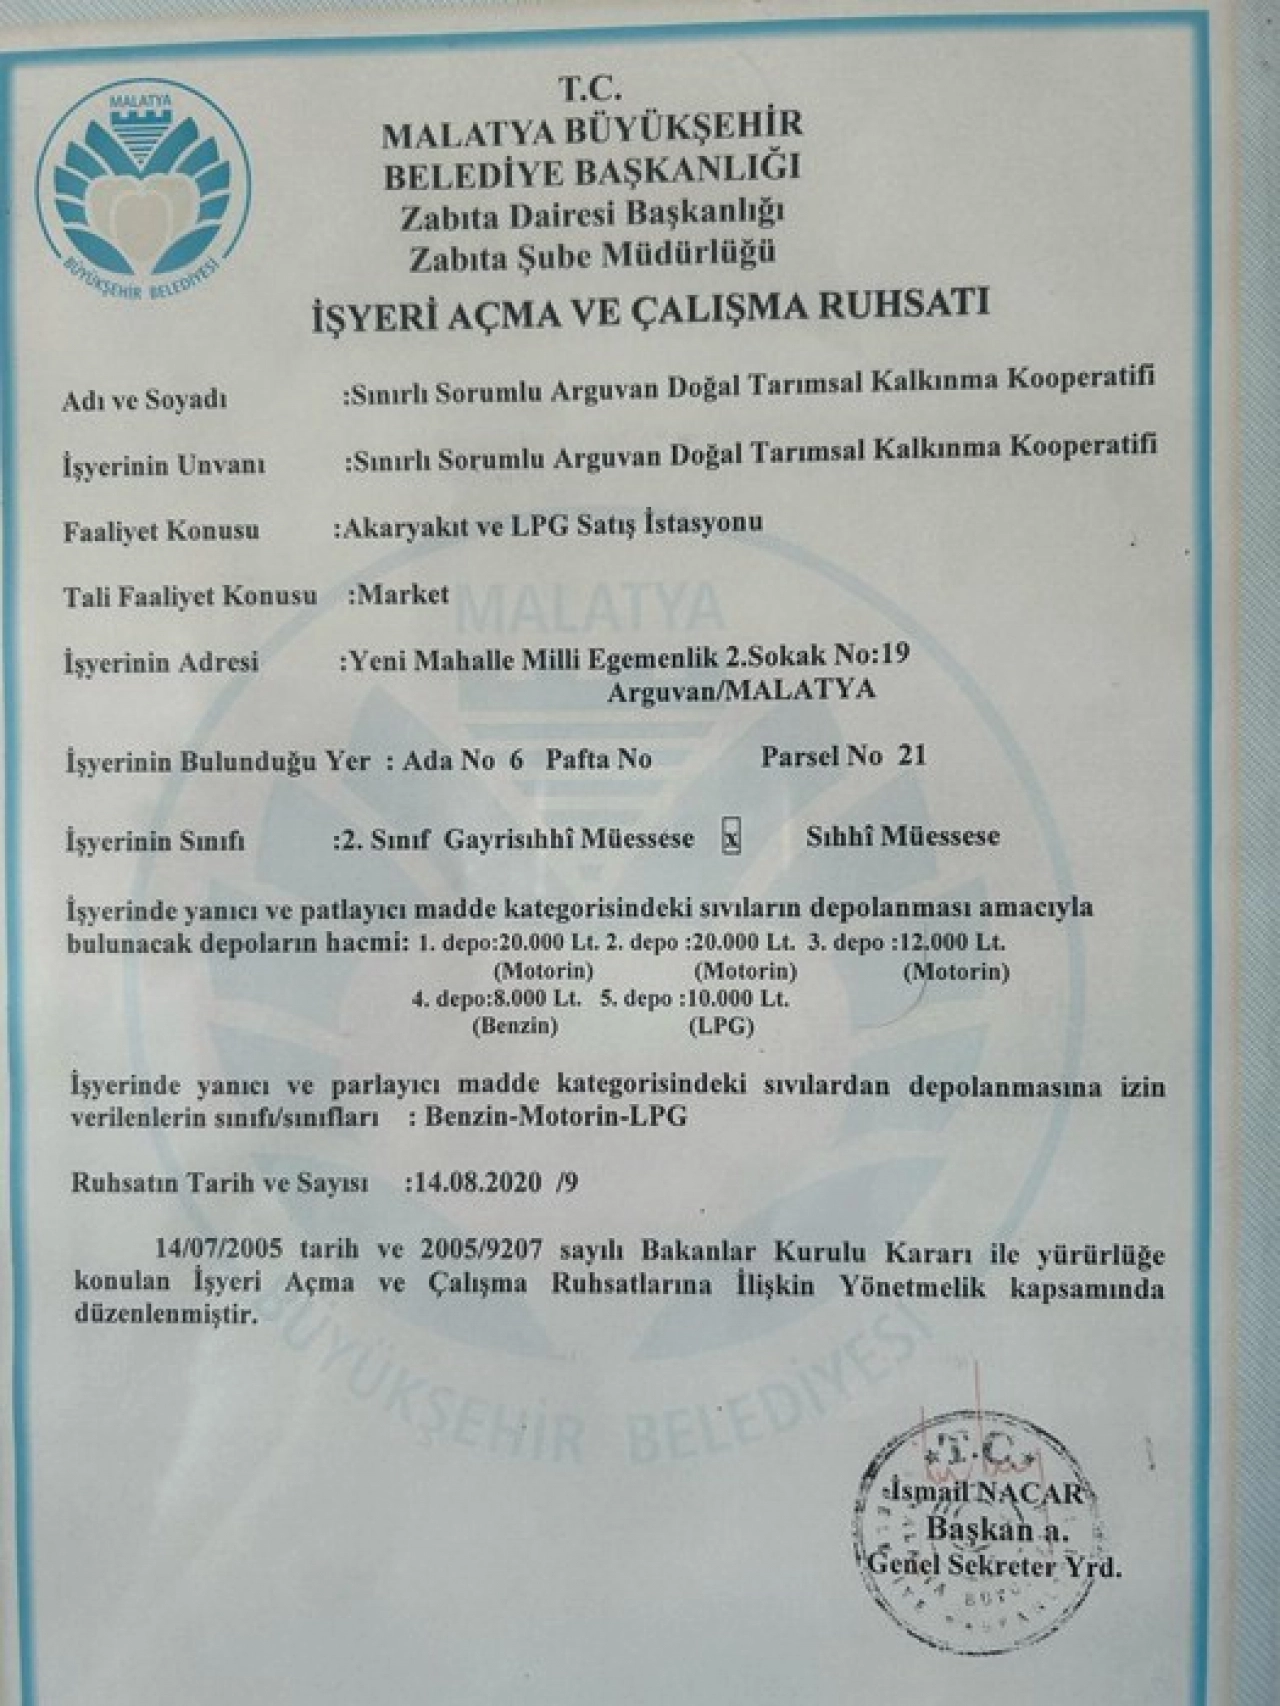 MALATYA
BÜYÜKŞEHİR BELEDİYESİ
T.C.
MALATYA BÜYÜKŞEHİR
BELEDİYE BAŞKANLIĞI
Zabıta Dairesi Başkanlığı
Zabıta Şube Müdürlüğü
İŞYERİ AÇMA VE ÇALIŞMA RUHSATI
Adı ve Soyadı :Sınırlı Sorumlu Arguvan Doğal Tarımsal Kalkınma Kooperatifi
İşyerinin Unvanı :Sınırlı Sorumlu Arguvan Doğal Tarımsal Kalkınma Kooperatifi
Faaliyet Konusu :Akaryakıt ve LPG Satış İstasyonu
Tali Faaliyet Konusu :Market
MALATYA
İşyerinin Adresi :Yeni Mahalle Milli Egemenlik 2.Sokak No:19
Arguvan/MALATYA
İşyerinin Bulunduğu Yer : Ada No 6 Pafta No Parsel No 21
İşyerinin Sınıfı :2. Sınıf Gayrisıhhî Müessese x Sıhhî Müessese
İşyerinde yanıcı ve patlayıcı madde kategorisindeki sıvıların depolanması amacıyla
bulunacak depoların hacmi: 1. depo:20.000 Lt. 2. depo :20.000 Lt. 3. depo :12.000 Lt.
(Motorin) (Motorin) (Motorin)
4. depo:8.000 Lt. 5. depo :10.000 Lt.
(Benzin) (LPG)
İşyerinde yanıcı ve parlayıcı madde kategorisindeki sıvılardan depolanmasına izin
verilenlerin sınıfı/sınıfları : Benzin-Motorin-LPG
Ruhsatın Tarih ve Sayısı :14.08.2020 /9
14/07/2005 tarih ve 2005/9207 sayılı Bakanlar Kurulu Kararı ile yürürlüğe
konulan İşyeri Açma ve Çalışma Ruhsatlarına İlişkin Yönetmelik kapsamında
düzenlenmiştir.
BÜYÜKŞEHİR BELEDİYESİ
T.C.
İsmail NACAR
Başkan a.
Genel Sekreter Yrd.